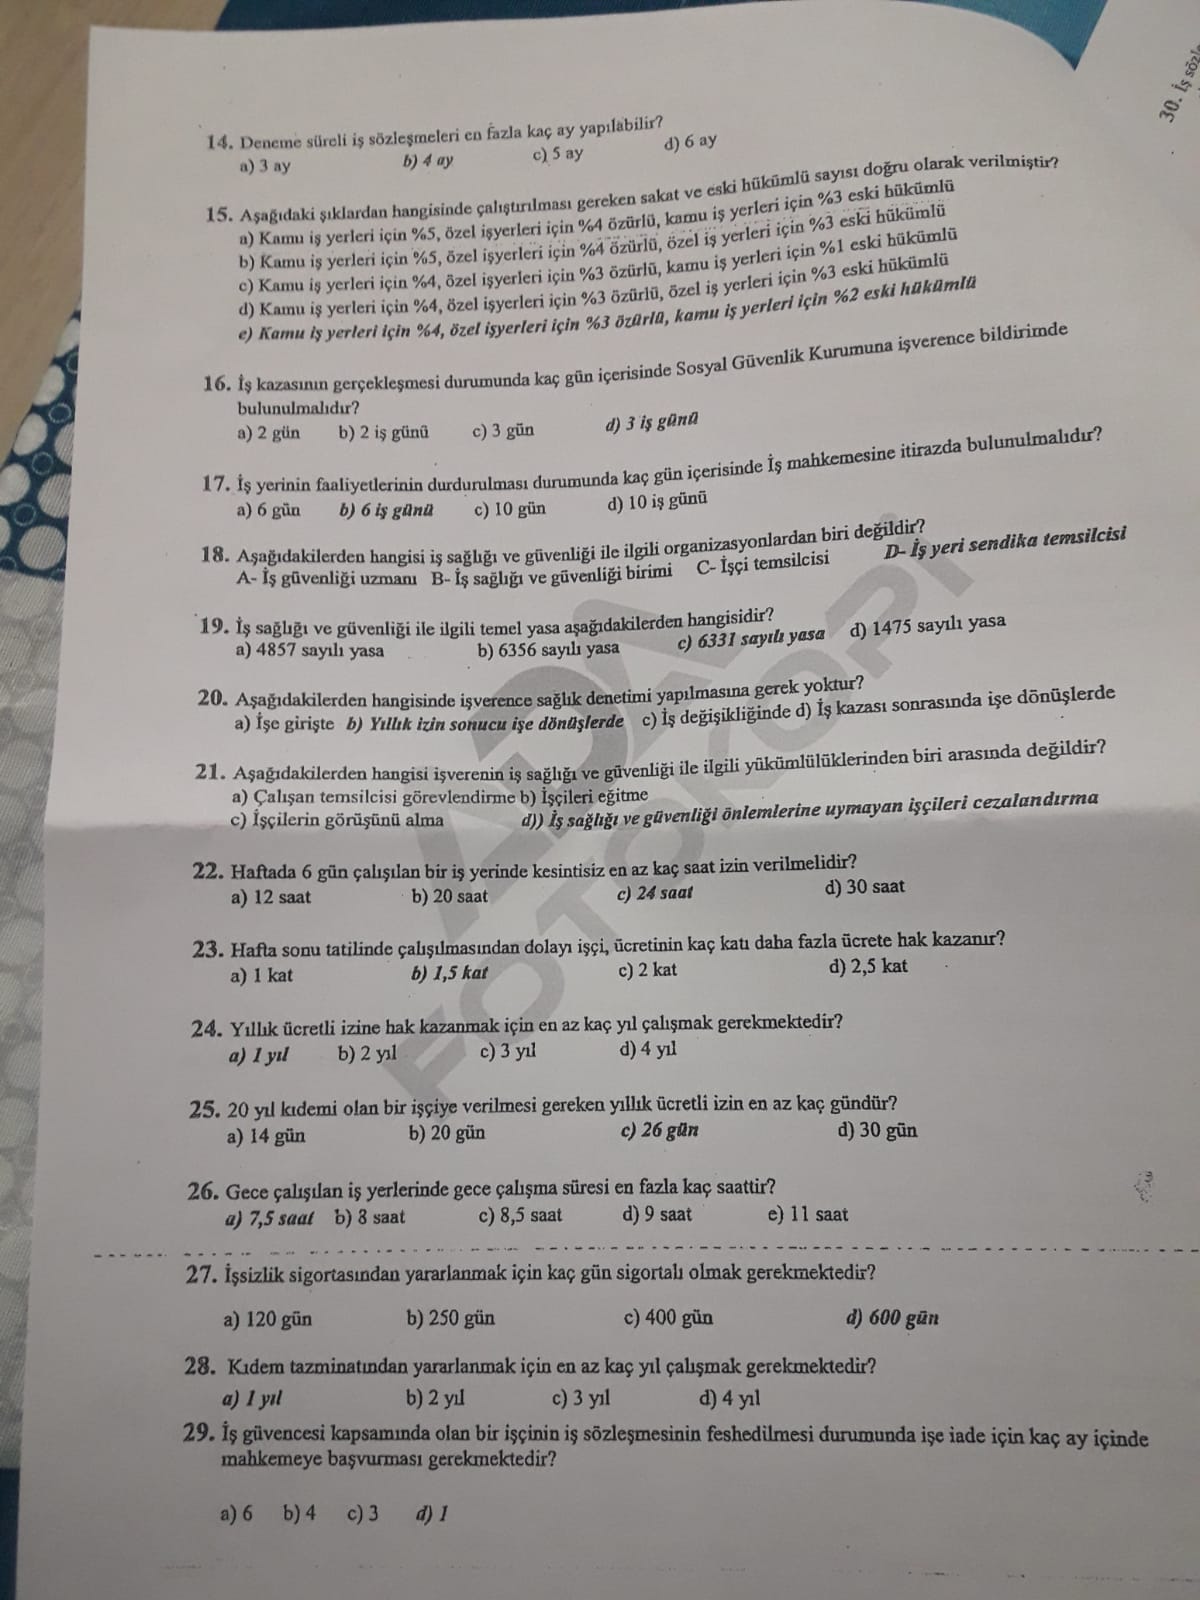 30. İş sözle
14. Deneme süreli iş sözleşmeleri en fazla kaç ay yapılabilir?
a) 3 ay b) 4 ay c) 5 ay d) 6 ay
15. Aşağıdaki şıklardan hangisinde çalıştırılması gereken sakat ve eski hükümlü sayısı doğru olarak verilmiştir?
a) Kamu iş yerleri için %5, özel işyerleri için %4 özürlü, kamu iş yerleri için %3 eski hükümlü
b) Kamu iş yerleri için %5, özel işyerleri için %4 özürlü, özel iş yerleri için %3 eski hükümlü
c) Kamu iş yerleri için %4, özel işyerleri için %3 özürlü, kamu iş yerleri için %1 eski hükümlü
d) Kamu iş yerleri için %4, özel işyerleri için %3 özürlü, özel iş yerleri için %3 eski hükümlü
e) Kamu iş yerleri için %4, özel işyerleri için %3 özürlü, kamu iş yerleri için %2 eski hükümlü
16. İş kazasının gerçekleşmesi durumunda kaç gün içerisinde Sosyal Güvenlik Kurumuna işverence bildirimde
bulunulmalıdır?
a) 2 gün b) 2 iş günü c) 3 gün d) 3 iş günü
17. İş yerinin faaliyetlerinin durdurulması durumunda kaç gün içerisinde İş mahkemesine itirazda bulunulmalıdır?
a) 6 gün b) 6 iş günü c) 10 gün d) 10 iş günü
18. Aşağıdakilerden hangisi iş sağlığı ve güvenliği ile ilgili organizasyonlardan biri değildir?
A- İş güvenliği uzmanı B- İş sağlığı ve güvenliği birimi C- İşçi temsilcisi D- İş yeri sendika temsilcisi
19. İş sağlığı ve güvenliği ile ilgili temel yasa aşağıdakilerden hangisidir?
a) 4857 sayılı yasa b) 6356 sayılı yasa c) 6331 sayılı yasa d) 1475 sayılı yasa
20. Aşağıdakilerden hangisinde işverence sağlık denetimi yapılmasına gerek yoktur?
a) İşe girişte b) Yıllık izin sonucu işe dönüşlerde c) İş değişikliğinde d) İş kazası sonrasında işe dönüşlerde
21. Aşağıdakilerden hangisi işverenin iş sağlığı ve güvenliği ile ilgili yükümlülüklerinden biri arasında değildir?
a) Çalışan temsilcisi görevlendirme b) İşçileri eğitme
c) İşçilerin görüşünü alma d)) İş sağlığı ve güvenliği önlemlerine uymayan işçileri cezalandırma
22. Haftada 6 gün çalışılan bir iş yerinde kesintisiz en az kaç saat izin verilmelidir?
a) 12 saat b) 20 saat c) 24 saat d) 30 saat
23. Hafta sonu tatilinde çalışılmasından dolayı işçi, ücretinin kaç katı daha fazla ücrete hak kazanır?
a) 1 kat b) 1,5 kat c) 2 kat d) 2,5 kat
24. Yıllık ücretli izine hak kazanmak için en az kaç yıl çalışmak gerekmektedir?
a) 1 yıl b) 2 yıl c) 3 yıl d) 4 yıl
25. 20 yıl kıdemi olan bir işçiye verilmesi gereken yıllık ücretli izin en az kaç gündür?
a) 14 gün b) 20 gün c) 26 gün d) 30 gün
26. Gece çalışılan iş yerlerinde gece çalışma süresi en fazla kaç saattir?
a) 7,5 saat b) 8 saat c) 8,5 saat d) 9 saat e) 11 saat
27. İşsizlik sigortasından yararlanmak için kaç gün sigortalı olmak gerekmektedir?
a) 120 gün b) 250 gün c) 400 gün d) 600 gün
28. Kıdem tazminatından yararlanmak için en az kaç yıl çalışmak gerekmektedir?
a) 1 yıl b) 2 yıl c) 3 yıl d) 4 yıl
29. İş güvencesi kapsamında olan bir işçinin iş sözleşmesinin feshedilmesi durumunda işe iade için kaç ay içinde
mahkemeye başvurması gerekmektedir?
a) 6 b) 4 c) 3 d) 1
ADA
FOTOKOPİ